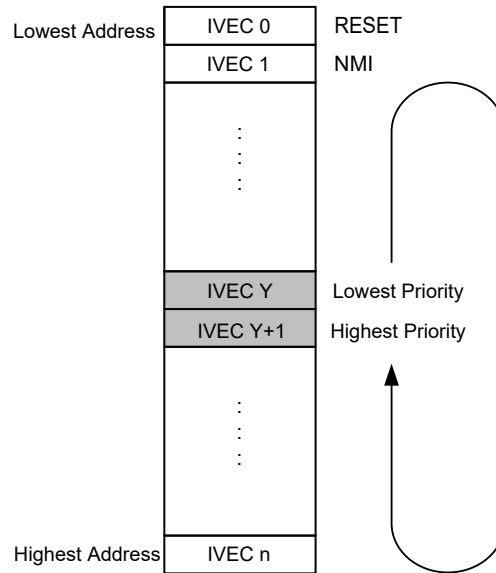 Lowest Address IVEC 0 RESET
IVEC 1 NMI
:
:
:
IVEC Y Lowest Priority
IVEC Y+1 Highest Priority
:
:
:
Highest Address IVEC n